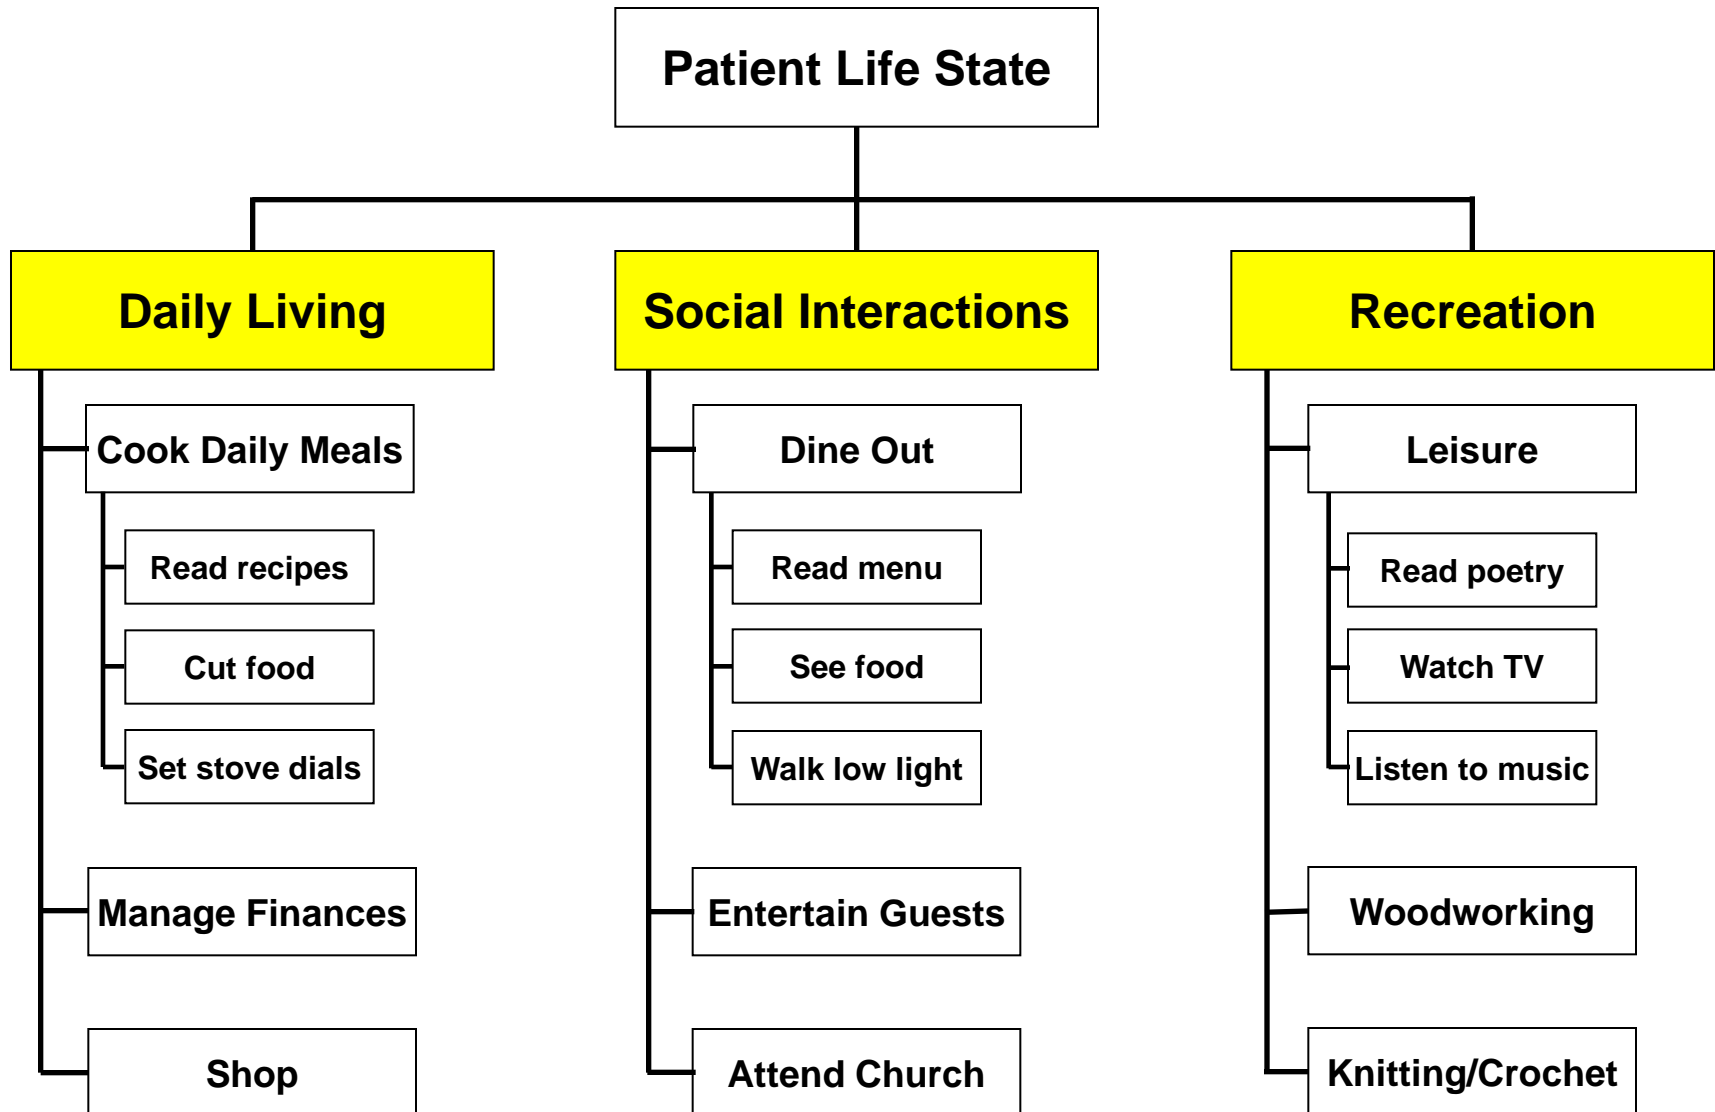 Patient Life State
Daily Living
Cook Daily Meals
Read recipes
Cut food
Set stove dials
Manage Finances
Shop
Social Interactions
Dine Out
Read menu
See food
Walk low light
Entertain Guests
Attend Church
Recreation
Leisure
Read poetry
Watch TV
Listen to music
Woodworking
Knitting/Crochet